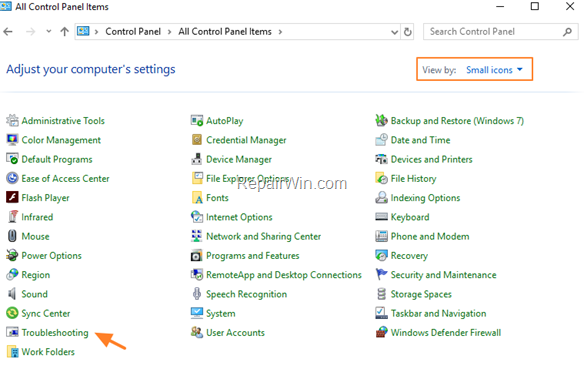 All Control Panel Items
Control Panel > All Control Panel Items >
Search Control Panel
Adjust your computer's settings
View by: Small icons
Administrative Tools
AutoPlay
Backup and Restore (Windows 7)
Color Management
Credential Manager
Date and Time
Default Programs
Device Manager
Devices and Printers
Ease of Access Center
File Explorer Options
File History
RepairWin.com
Flash Player
Fonts
Indexing Options
Infrared
Internet Options
Keyboard
Mouse
Network and Sharing Center
Phone and Modem
Power Options
Programs and Features
Recovery
Region
RemoteApp and Desktop Connections
Security and Maintenance
Sound
Speech Recognition
Storage Spaces
Sync Center
System
Taskbar and Navigation
Troubleshooting
User Accounts
Windows Defender Firewall
Work Folders